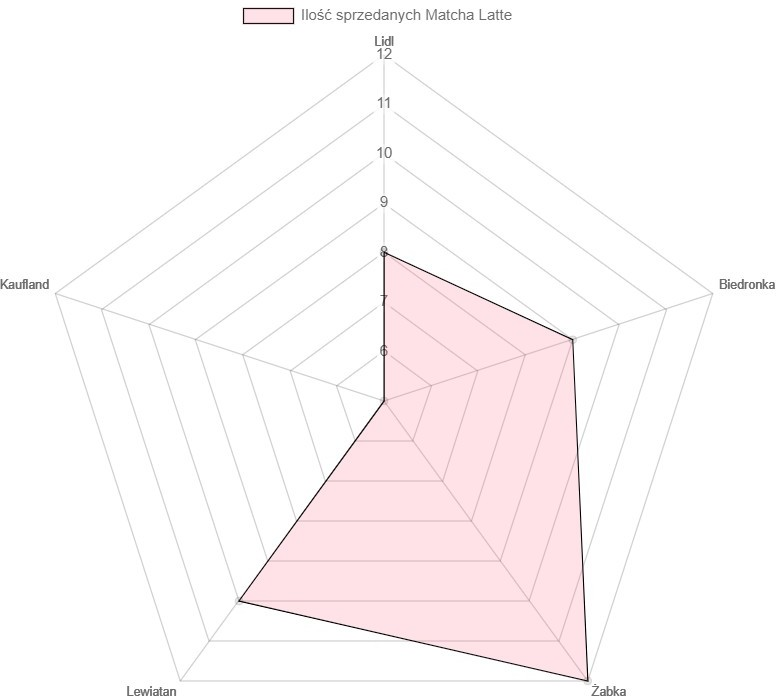 Ilość sprzedanych Matcha Latte
Lidl
12
11
10
9
8
7
6
Kaufland
Biedronka
Lewiatan
Żabka